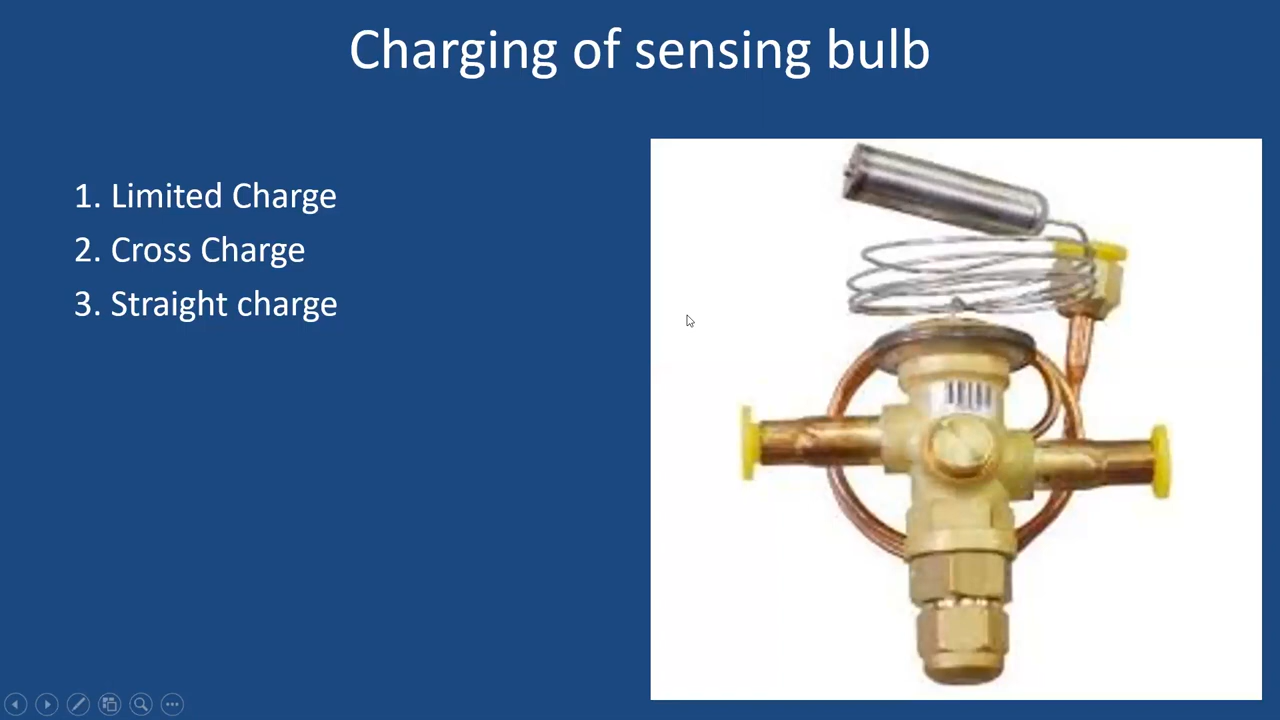 Charging of sensing bulb
1. Limited Charge
2. Cross Charge
3. Straight charge